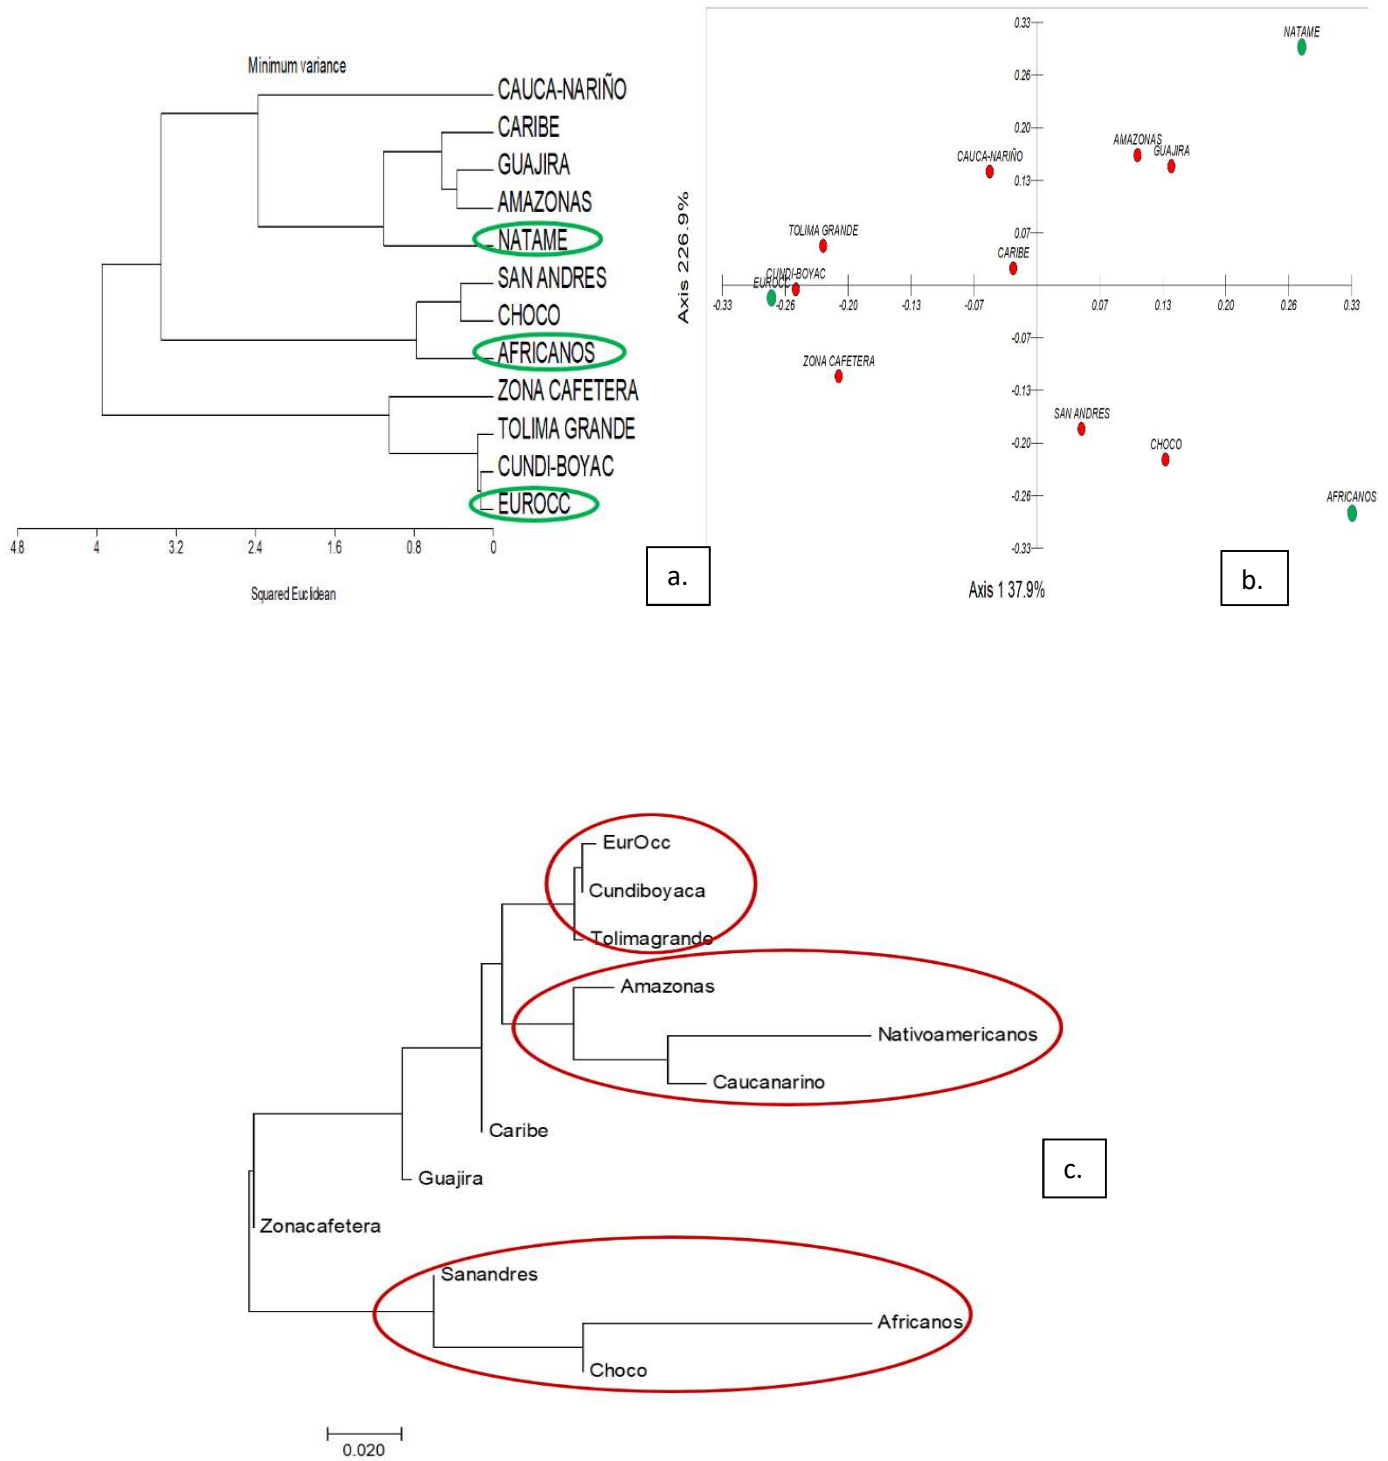 Minimum variance
CAUCA-NARIÑO
CARIBE
GUAJIRA
AMAZONAS
NATAME
SAN ANDRES
CHOCO
AFRICANOS
ZONA CAFETERA
TOLIMA GRANDE
CUNDI-BOYAC
EUROCC
4.8 4 3.2 2.4 1.6 0.8 0
Squared Euclidean
a.
Axis 2 26.9%
0.33
NATAME
0.26
0.20
AMAZONAS
GUAJIRA
CAUCA-NARIÑO
0.13
TOLIMA GRANDE
0.07
CARIBE
CUNDI-BOYAC
EUROCC
-0.33 -0.26 -0.20 -0.13 -0.07 0.07 0.13 0.20 0.26 0.33
-0.07
ZONA CAFETERA
-0.13
SAN ANDRES
-0.20
CHOCO
-0.26
AFRICANOS
-0.33
Axis 1 37.9%
b.
EurOcc
Cundiboyaca
Tolimagrande
Amazonas
Nativoamericanos
Caucanarino
Caribe
Guajira
Zonacafetera
Sanandres
Africanos
Choco
c.
0.020